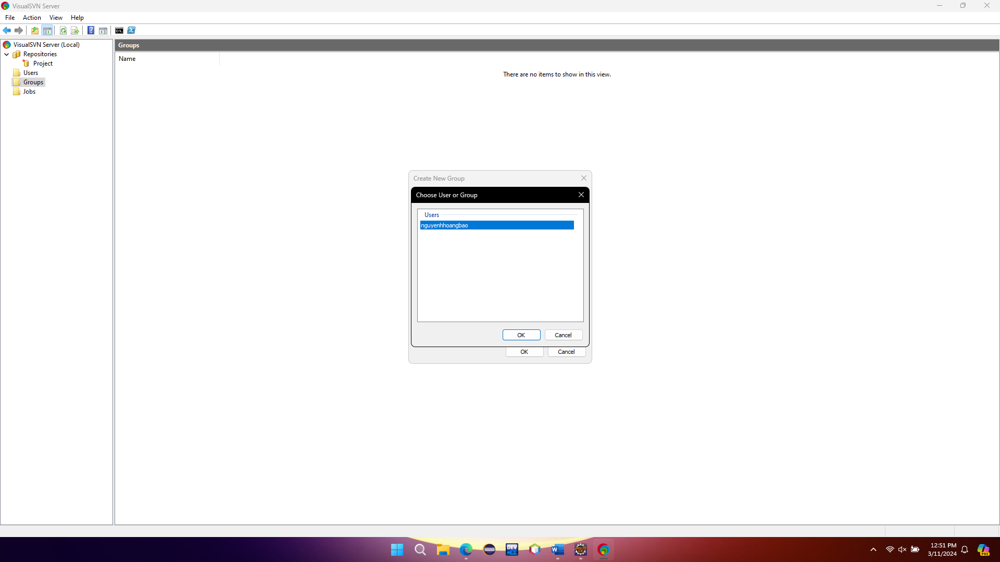 VisualSVN Server
File Action View Help
VisualSVN Server (Local)
Repositories
Project
Users
Groups
Jobs
Groups
Name
There are no items to show in this view.
Create New Group
Choose User or Group
Users
nguyenhhoangbao
OK Cancel
OK Cancel
12:51 PM
3/11/2024